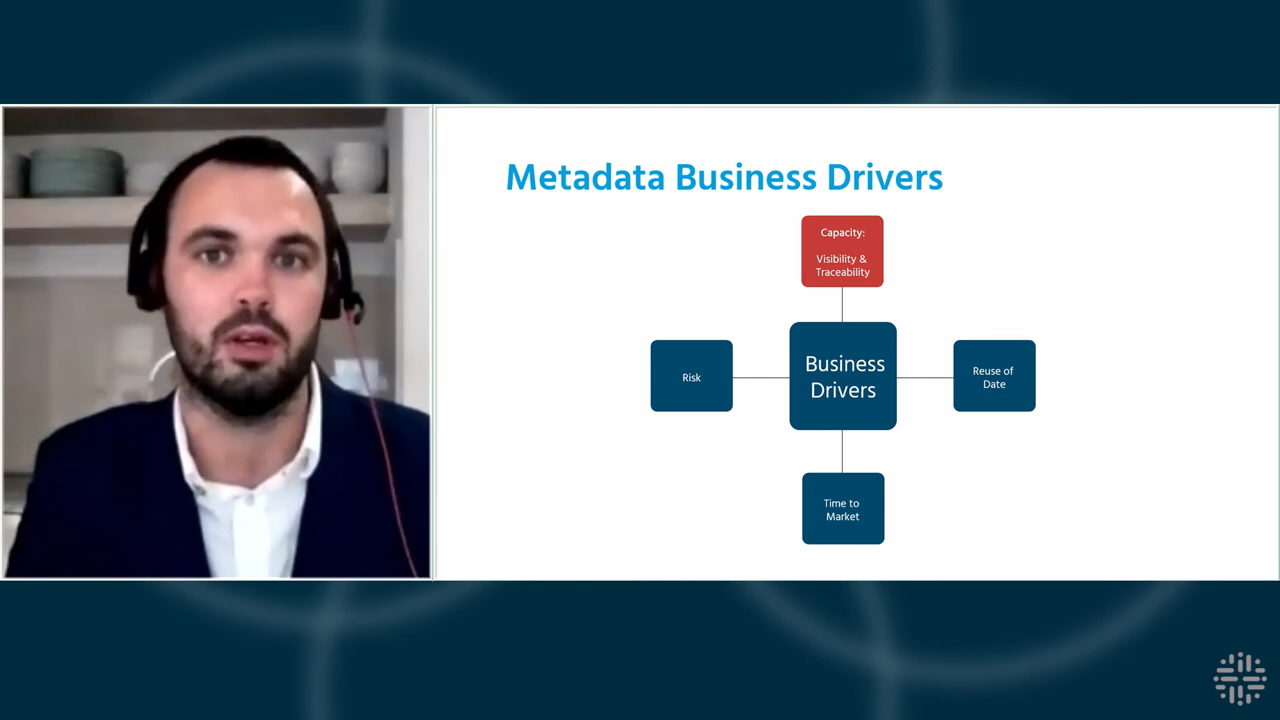 Metadata Business Drivers
Capacity:
Visibility &
Traceability
Risk
Business
Drivers
Reuse of
Date
Time to
Market